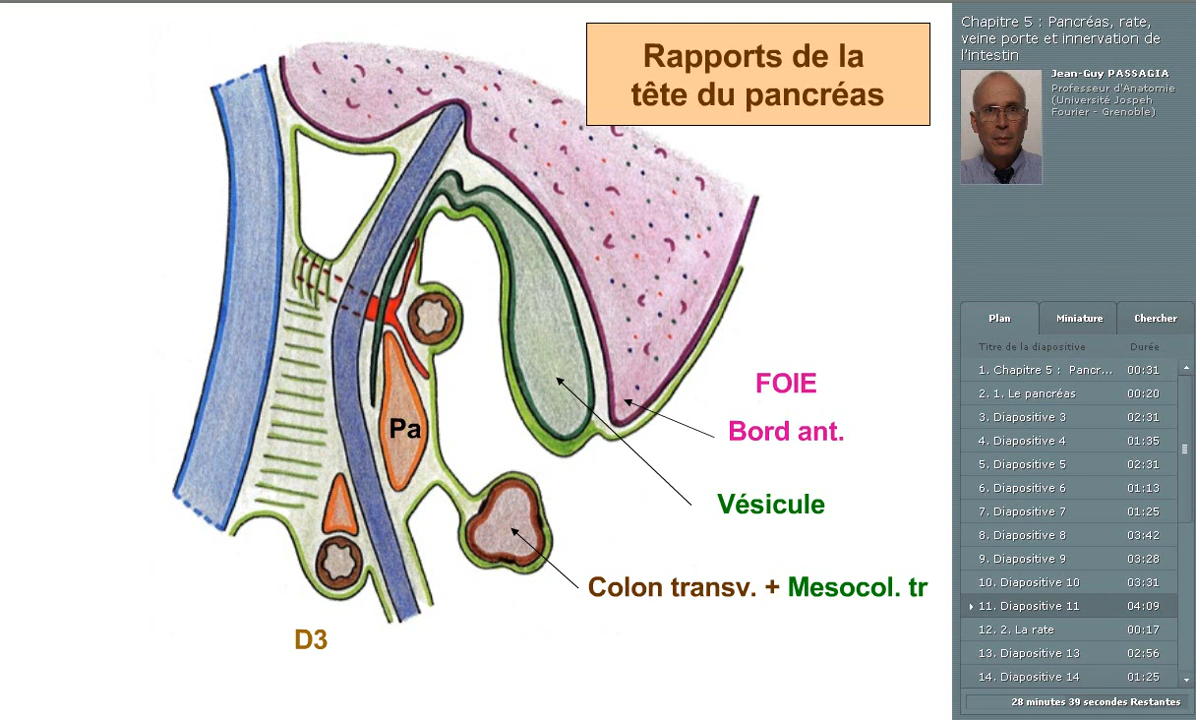 Rapports de la
tête du pancréas
FOIE
Bord ant.
Pa
Vésicule
Colon transv. + Mesocol. tr
D3
Chapitre 5 : Pancréas, rate,
veine porte et innervation de
l'intestin
Jean-Guy PASSAGIA
Professeur d'Anatomie
(Université Jospeh
Fourier - Grenoble)
Plan Miniature Chercher
Titre de la diapositive Durée
1. Chapitre 5 : Pancr... 00:31
2. 1. Le pancréas 00:20
3. Diapositive 3 02:31
4. Diapositive 4 01:35
5. Diapositive 5 02:31
6. Diapositive 6 01:13
7. Diapositive 7 01:25
8. Diapositive 8 03:42
9. Diapositive 9 03:28
10. Diapositive 10 03:31
11. Diapositive 11 04:09
12. 2. La rate 00:17
13. Diapositive 13 02:56
14. Diapositive 14 01:25
28 minutes 39 secondes Restantes